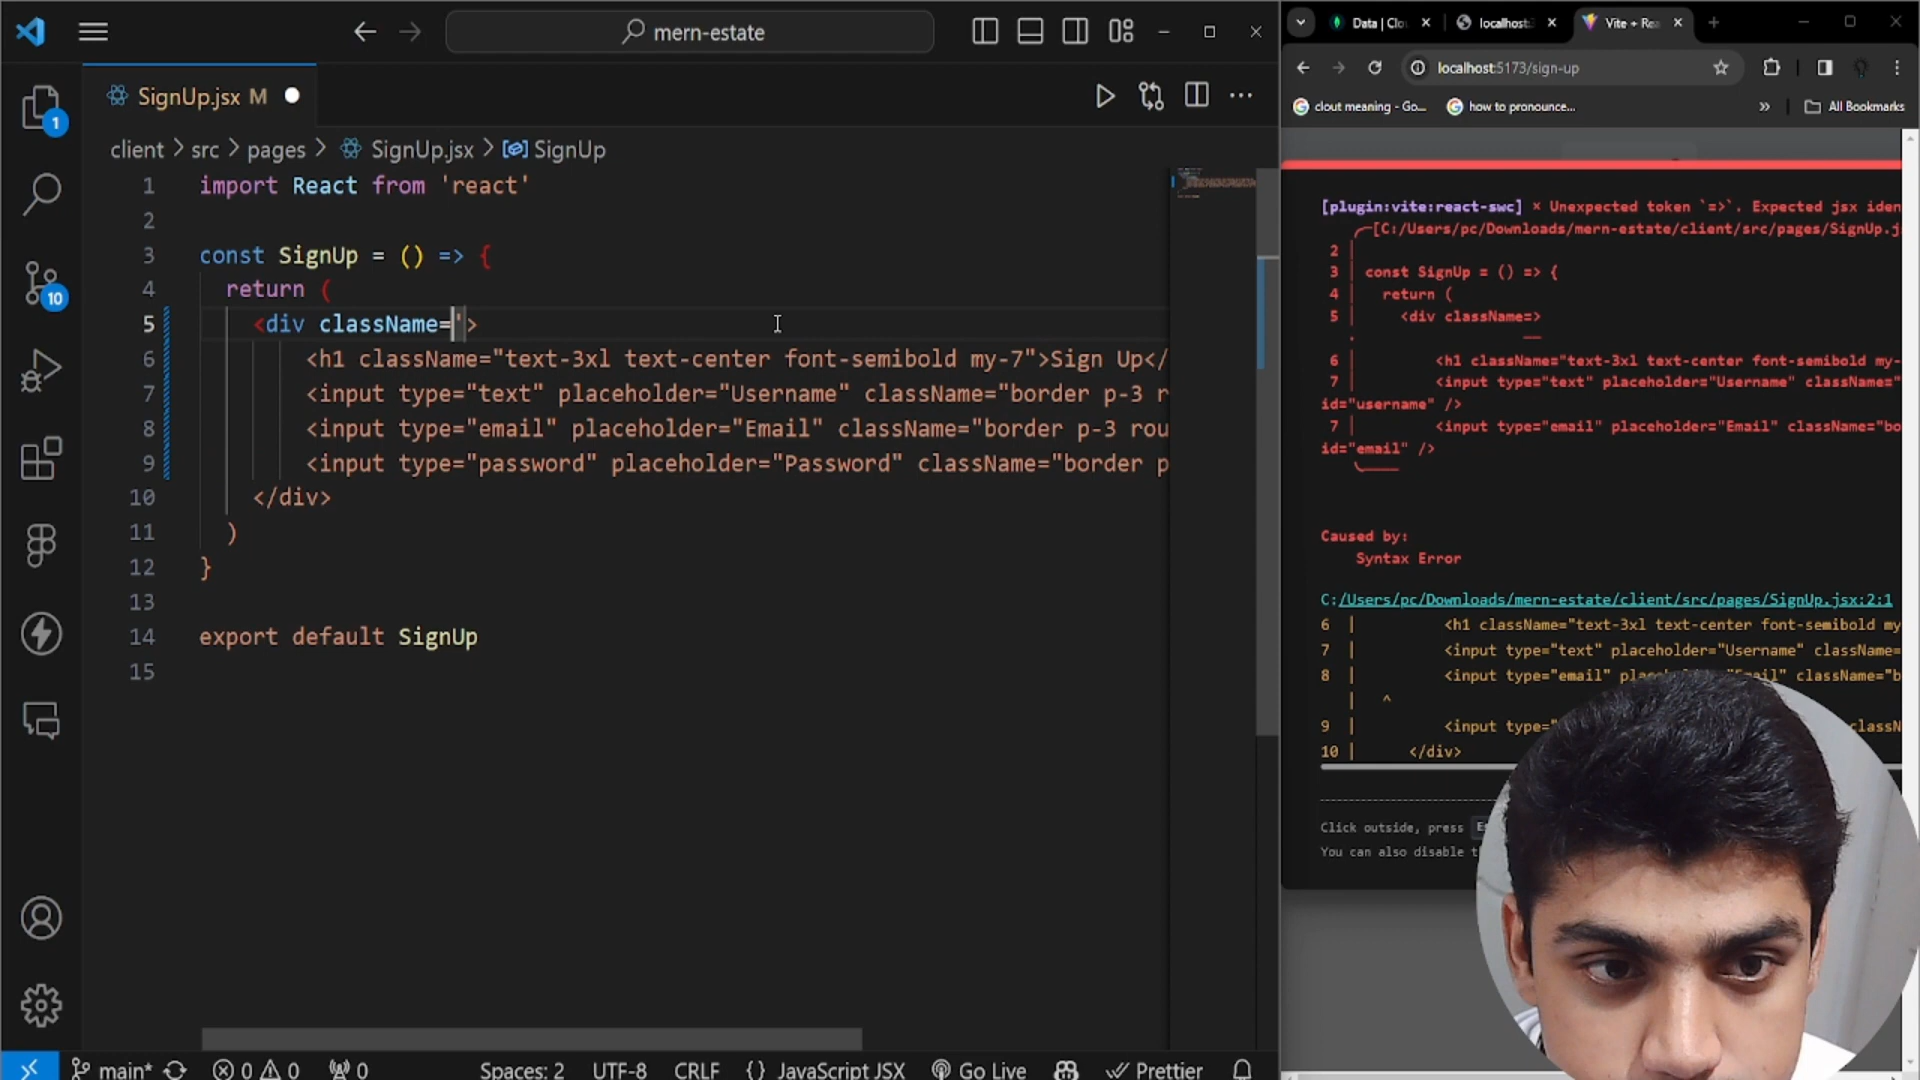 mern-estate
SignUp.jsx M
client > src > pages > SignUp.jsx > SignUp
1 import React from 'react'
2
3 const SignUp = () => {
4 return (
5 <div className=''>
6 <h1 className="text-3xl text-center font-semibold my-7">Sign Up</
7 <input type="text" placeholder="Username" className="border p-3 r
8 <input type="email" placeholder="Email" className="border p-3 rou
9 <input type="password" placeholder="Password" className="border p
10 </div>
11 )
12 }
13
14 export default SignUp
15
1
10
main* 0 0 0 Spaces: 2 UTF-8 CRLF {} JavaScript JSX Go Live Prettier
Data | Clo localhost: Vite + Rea
localhost:5173/sign-up
clout meaning - Go... how to pronounce... » All Bookmarks
[plugin:vite:react-swc] × Unexpected token `=>`. Expected jsx iden
[C:/Users/pc/Downloads/mern-estate/client/src/pages/SignUp.j
2 |
3 | const SignUp = () => {
4 | return (
5 | <div className=>
6 | <h1 className="text-3xl text-center font-semibold my-
7 | <input type="text" placeholder="Username" className="
id="username" />
7 | <input type="email" placeholder="Email" className="bo
id="email" />
Caused by:
Syntax Error
C:/Users/pc/Downloads/mern-estate/client/src/pages/SignUp.jsx:2:1
6 | <h1 className="text-3xl text-center font-semibold my
7 | <input type="text" placeholder="Username" className=
8 | <input type="email" className="b
| ^
9 | <input type=" classN
10 | </div>
Click outside, press
You can also disable